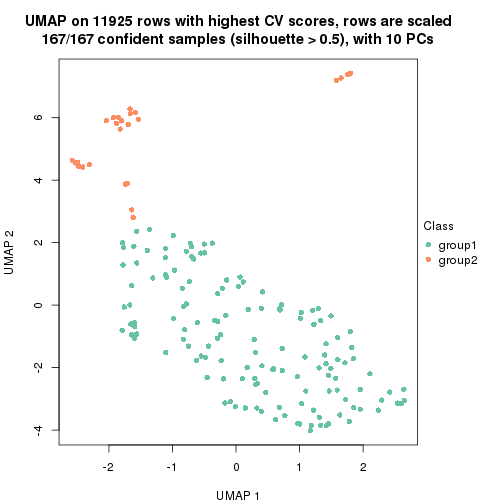 UMAP on 11925 rows with highest CV scores, rows are scaled
167/167 confident samples (silhouette > 0.5), with 10 PCs
6
4
2
0
-2
-4
UMAP 2
-2
-1
0
1
2
UMAP 1
Class
group1
group2